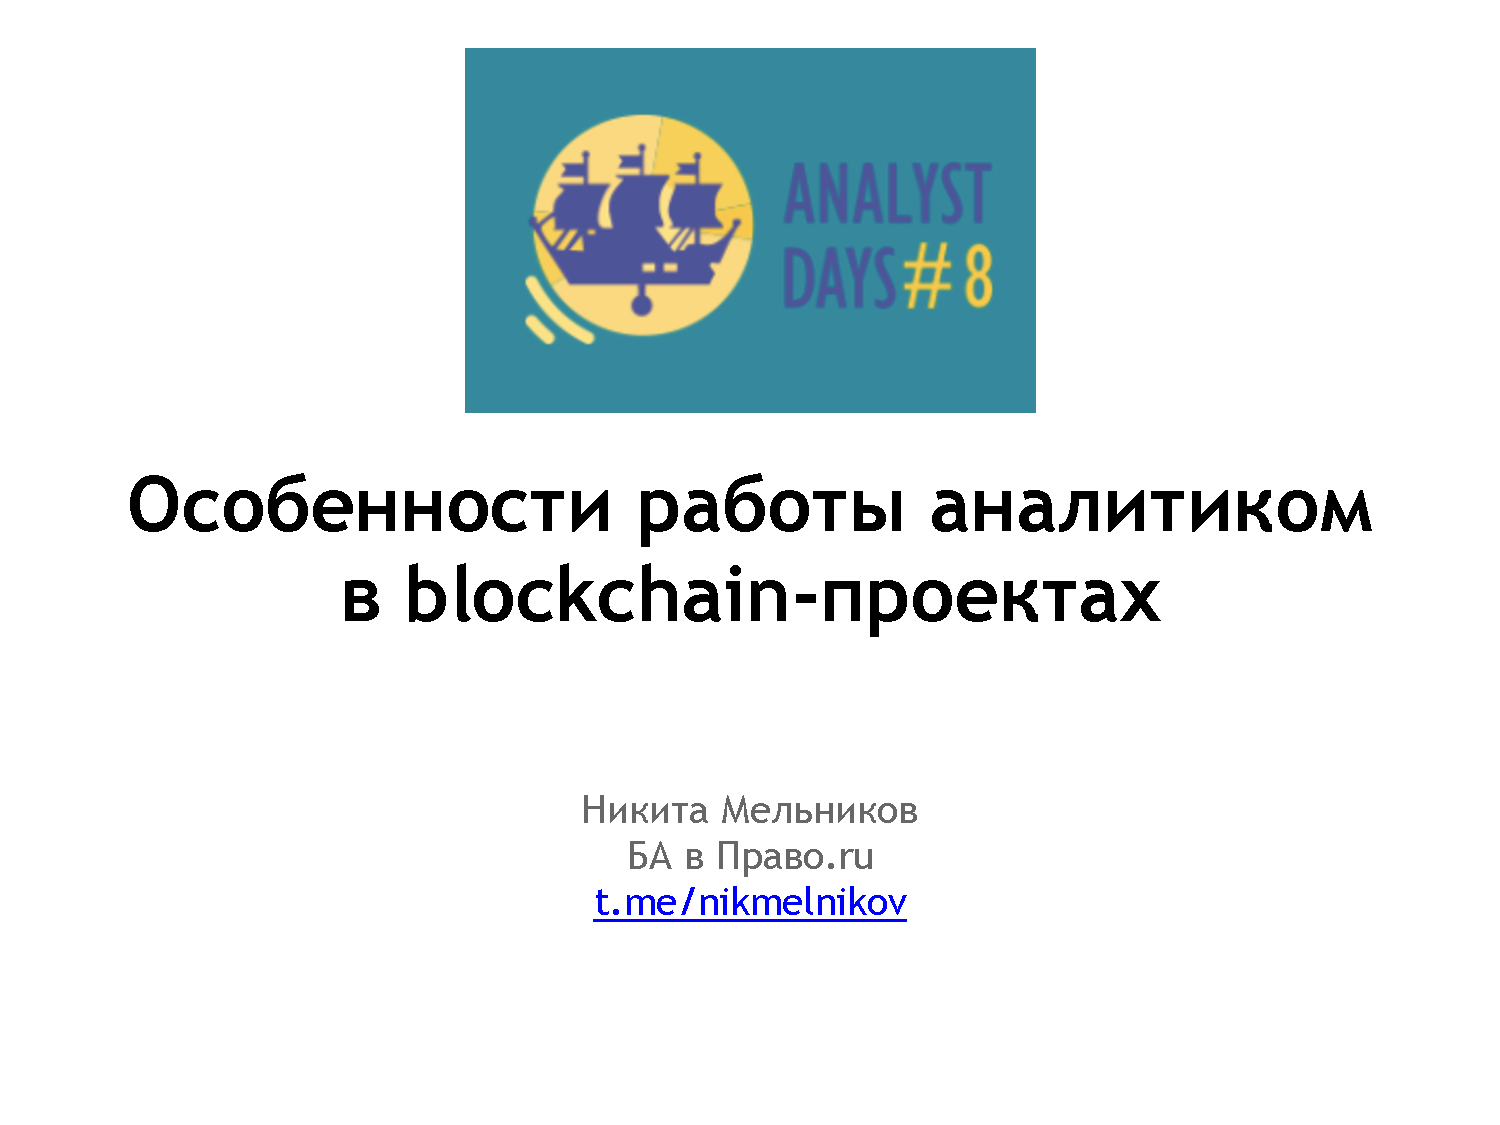 ANALYST
DAYS#8
Особенности работы аналитиком
в blockchain-проектах
Никита Мельников
БА в Право.ru
t.me/nikmelnikov